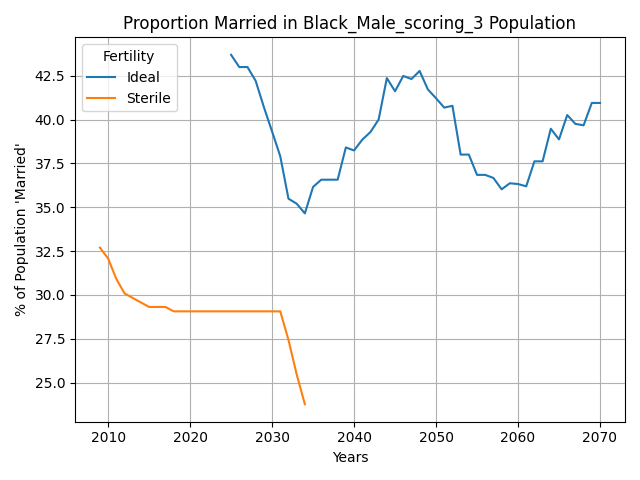 Proportion Married in Black_Male_scoring_3 Population
Fertility
Ideal
Sterile
% of Population 'Married'
42.5
40.0
37.5
35.0
32.5
30.0
27.5
25.0
2010 2020 2030 2040 2050 2060 2070
Years